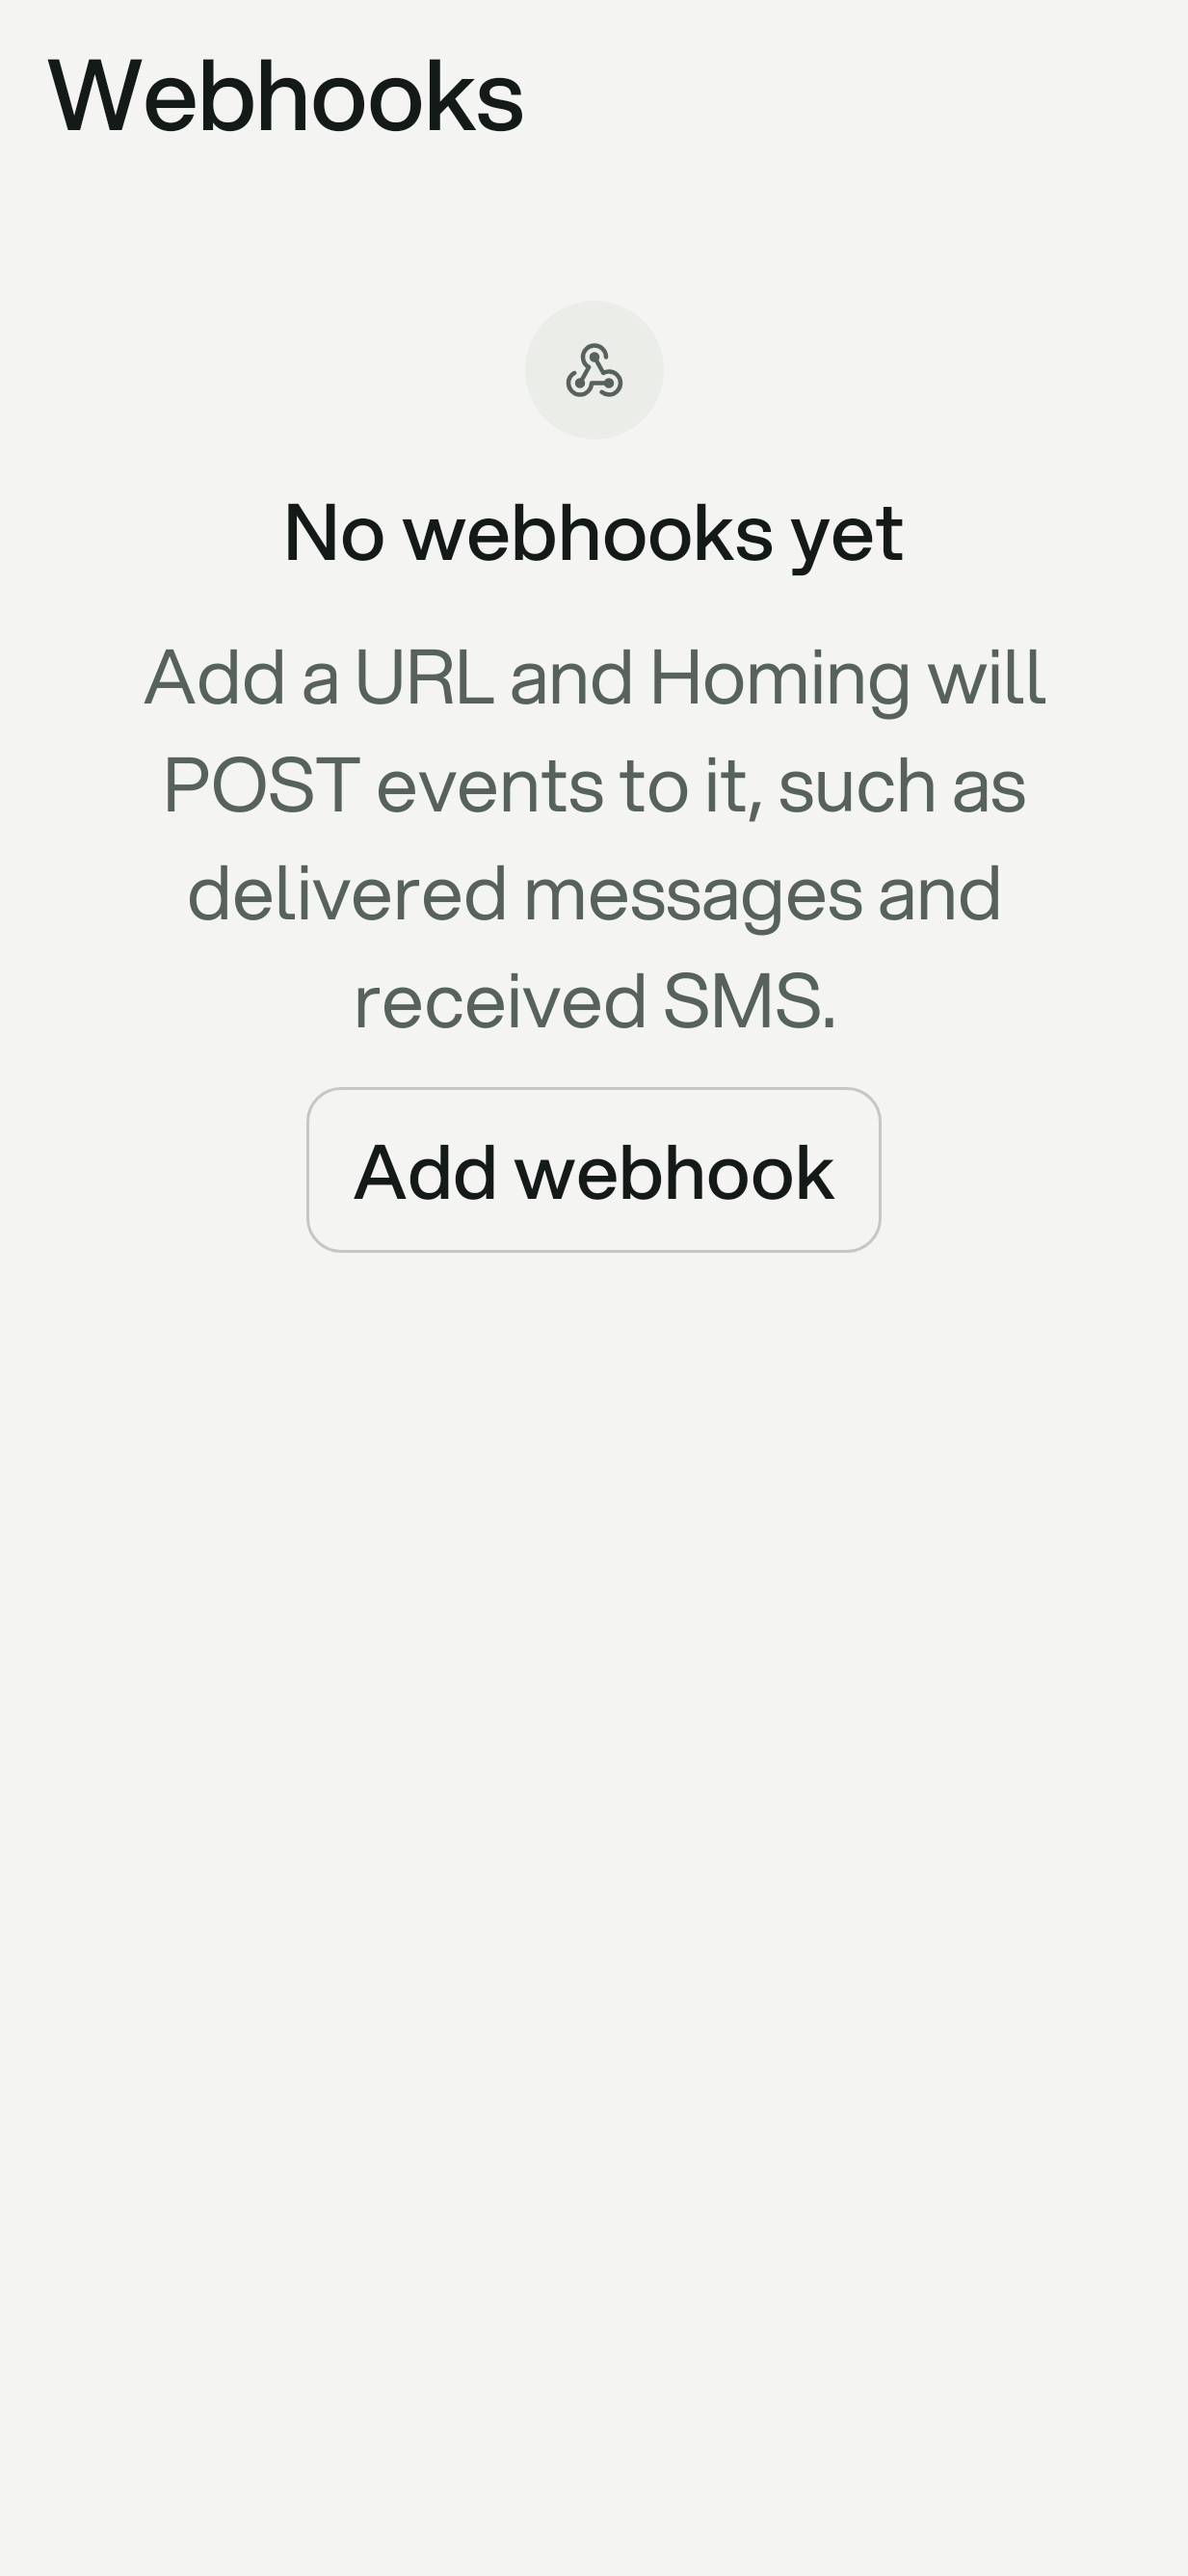 Webhooks
No webhooks yet
Add a URL and Homing will
POST events to it, such as
delivered messages and
received SMS.
Add webhook